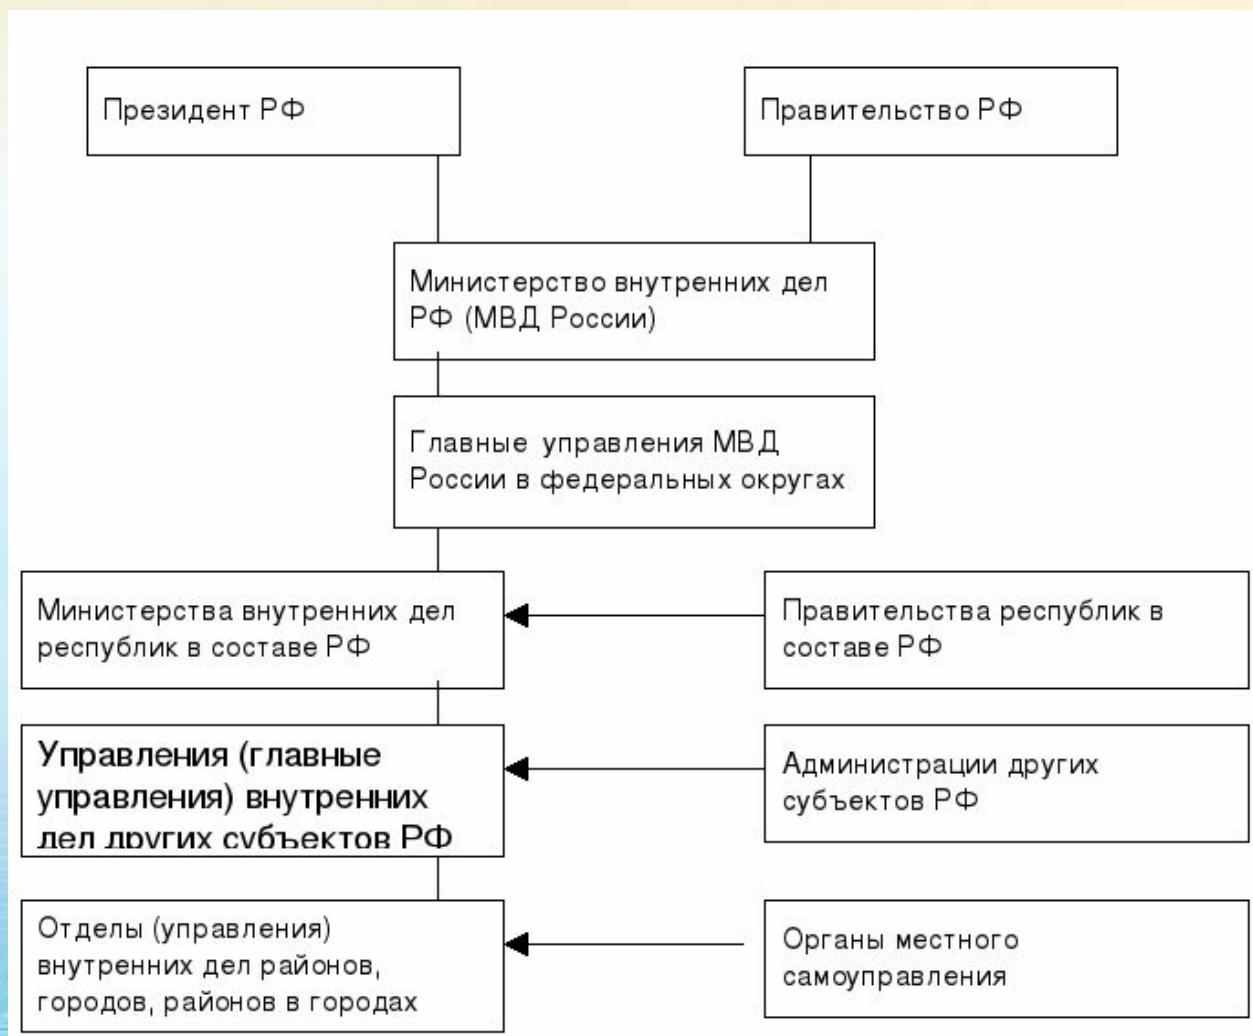 Президент РФ
Правительство РФ
Министерство внутренних дел
РФ (МВД России)
Главные управления МВД
России в федеральных округах
Министерства внутренних дел
республик в составе РФ
Правительства республик в
составе РФ
Управления (главные
управления) внутренних
дел других субъектов РФ
Администрации других
субъектов РФ
Отделы (управления)
внутренних дел районов,
городов, районов в городах
Органы местного
самоуправления